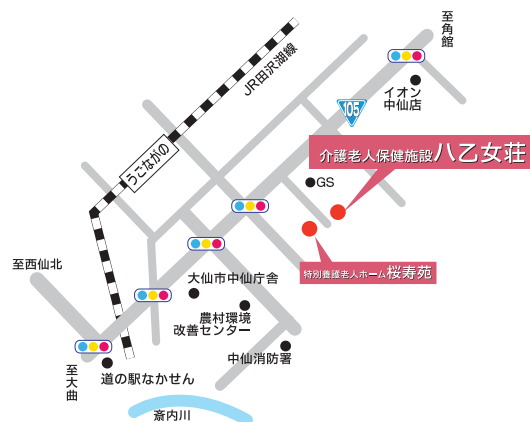 至角館
JR田沢湖線
イオン
中仙店
105
介護老人保健施設 八乙女荘
うごながの
GS
特別養護老人ホーム 桜寿苑
至西仙北
大仙市中仙庁舎
農村環境
改善センター
中仙消防署
至大曲
道の駅なかせん
斎内川